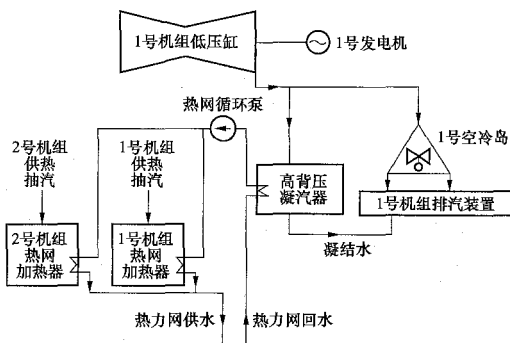 1号机组低压缸
1号发电机
热网循环泵
2号机组
供热
抽汽
1号机组
供热
抽汽
1号空冷岛
高背压
凝汽器
1号机组排汽装置
2号机组
热网
加热器
1号机组
热网
加热器
凝结水
热力网供水
热力网回水